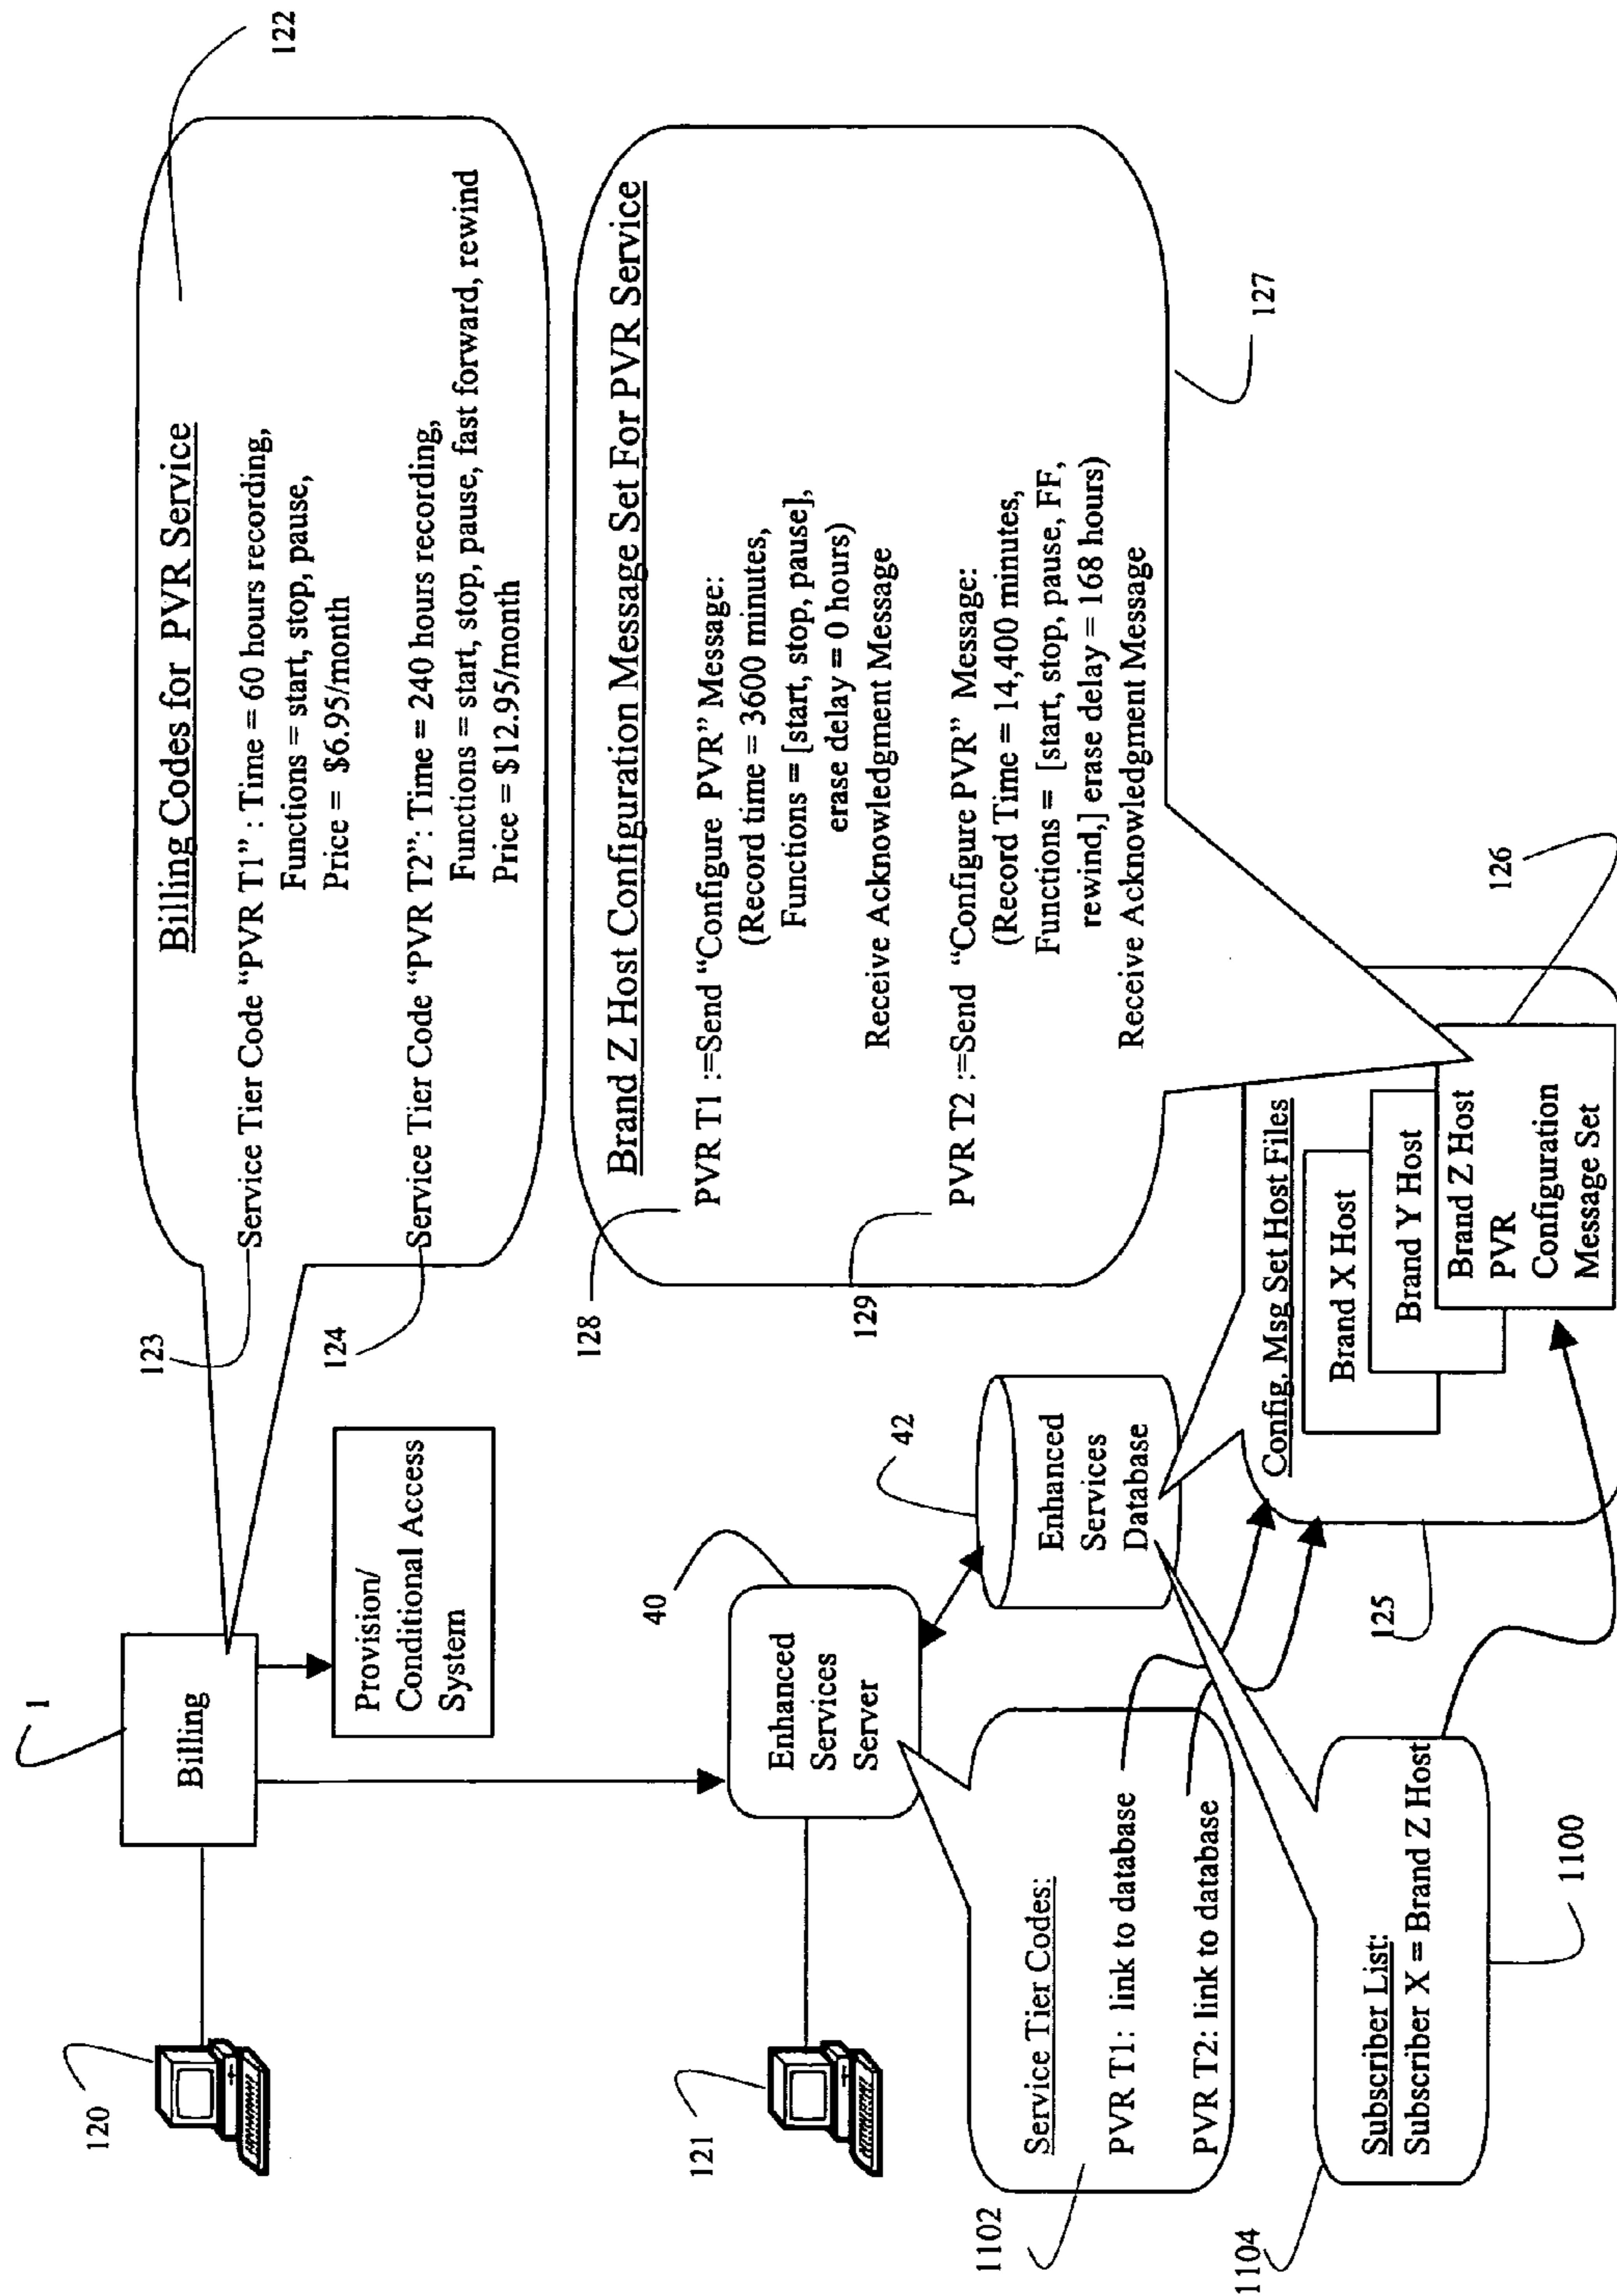 120
1
Billing
Provision/
Conditional Access
System
122
Billing Codes for PVR Service
123
Service Tier Code “PVR T1” : Time = 60 hours recording,
Functions = start, stop, pause,
Price = $6.95/month
124
Service Tier Code “PVR T2”: Time = 240 hours recording,
Functions = start, stop, pause, fast forward, rewind
Price = $12.95/month
128
Brand Z Host Configuration Message Set For PVR Service
PVR T1 :=Send “Configure PVR” Message:
(Record time = 3600 minutes,
Functions = [start, stop, pause],
erase delay = 0 hours)
Receive Acknowledgment Message
129
PVR T2 :=Send “Configure PVR” Message:
(Record Time = 14,400 minutes,
Functions = [start, stop, pause, FF,
rewind,] erase delay = 168 hours)
Receive Acknowledgment Message
127
121
40
Enhanced
Services
Server
42
Enhanced
Services
Database
1102
Service Tier Codes:
PVR T1: link to database
PVR T2: link to database
1104
Subscriber List:
Subscriber X = Brand Z Host
1100
125
Config. Msg Set Host Files
Brand X Host
Brand Y Host
Brand Z Host
PVR
Configuration
Message Set
126